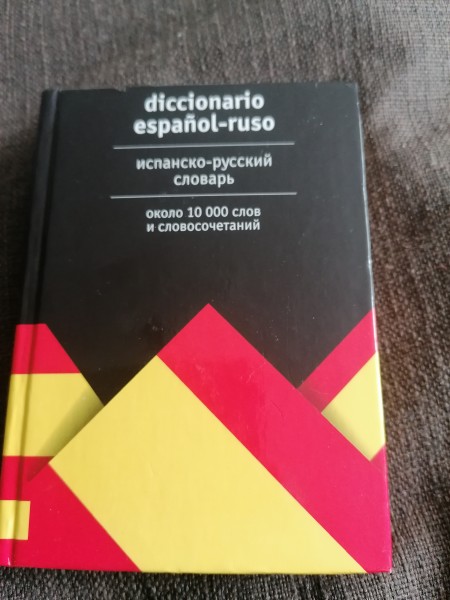 diccionario
español-ruso
испанско-русский
словарь
около 10 000 слов
и словосочетаний